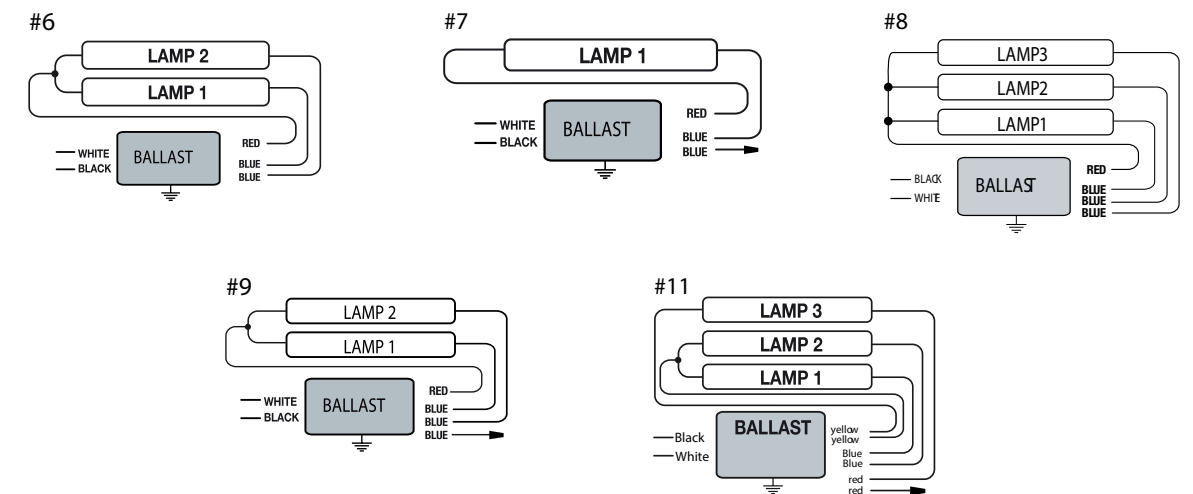 #6
LAMP 2
LAMP 1
RED
WHITE
BALLAST
BLUE
BLACK
BLUE
#7
LAMP 1
RED
WHITE
BALLAST
BLUE
BLACK
BLUE
#8
LAMP3
LAMP2
LAMP1
RED
BLACK
BALLAST
BLUE
WHITE
BLUE
BLUE
#9
LAMP 2
LAMP 1
RED
WHITE
BALLAST
BLUE
BLACK
BLUE
BLUE
#11
LAMP 3
LAMP 2
LAMP 1
BALLAST
yellow
yellow
Black
Blue
White
Blue
red
red